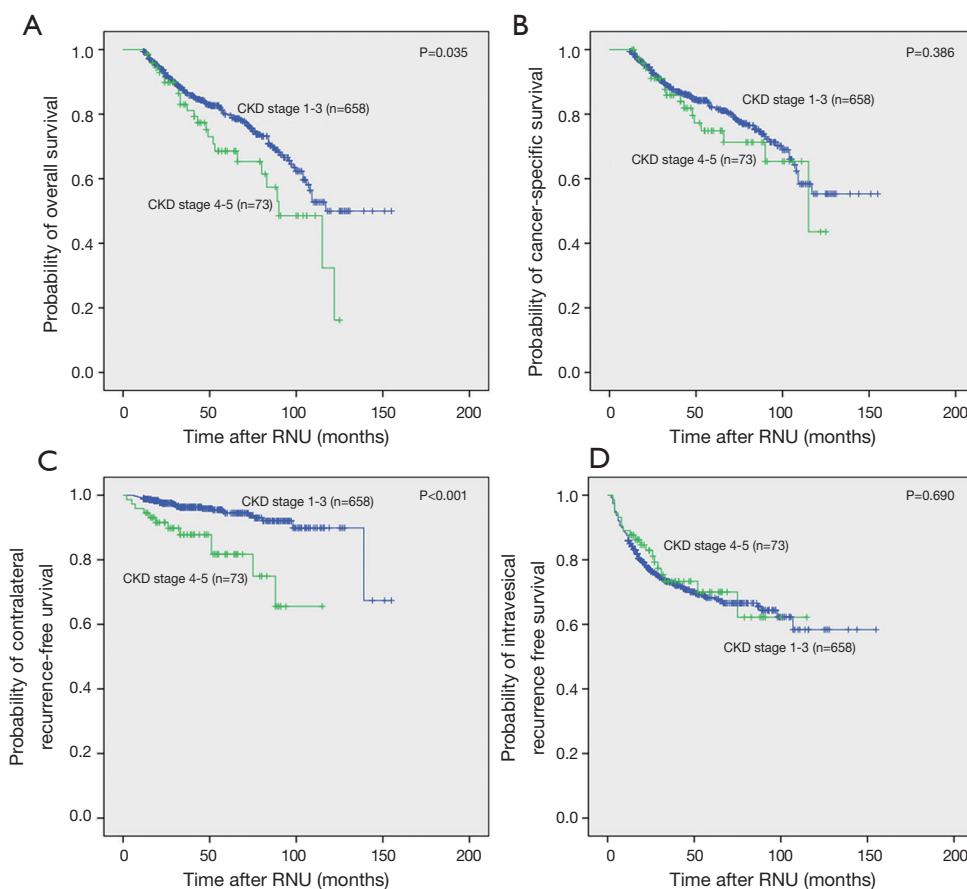 A
P=0.035
Probability of overall survival
1.0
0.8
0.6
0.4
0.2
0.0
CKD stage 1-3 (n=658)
CKD stage 4-5 (n=73)
0 50 100 150 200
Time after RNU (months)
B
P=0.386
Probability of cancer-specific survival
1.0
0.8
0.6
0.4
0.2
0.0
CKD stage 1-3 (n=658)
CKD stage 4-5 (n=73)
0 50 100 150 200
Time after RNU (months)
C
P<0.001
Probability of contralateral
recurrence-free urvival
1.0
0.8
0.6
0.8
0.2
0.0
CKD stage 1-3 (n=658)
CKD stage 4-5 (n=73)
0 50 100 150 200
Time after RNU (months)
D
P=0.690
Probability of intravesical
recurrence free survival
1.0
0.8
0.6
0.8
0.2
0.0
CKD stage 4-5 (n=73)
CKD stage 1-3 (n=658)
0 50 100 150 200
Time after RNU (months)